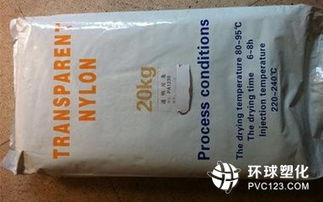 TRANSPARENT
NYLON
20kg
PA120
Process conditions
The drying temperature 80~95℃
The drying time 6~8h
Injection temperature
220~240℃
环球塑化
PVC123.COM